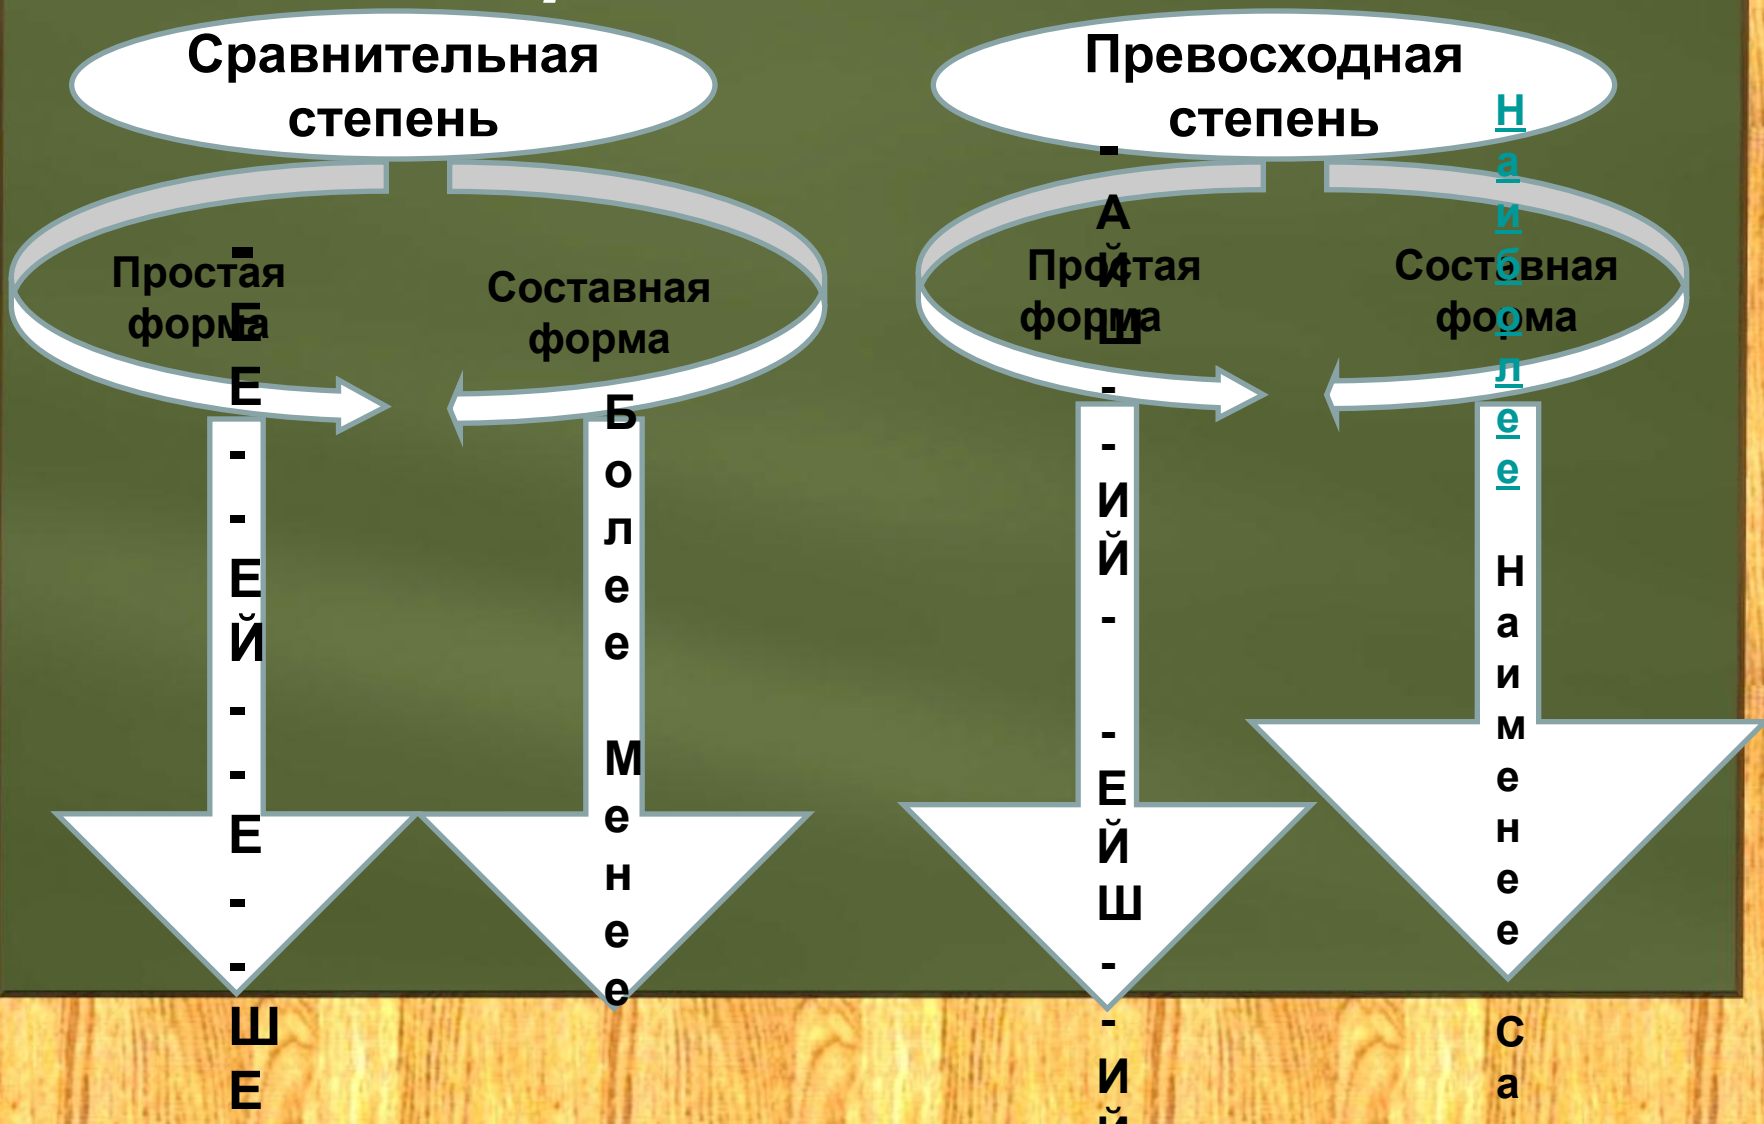 Сравнительная
степень
Простая
форма
Составная
форма
-ЕЕ-
-ЕЙ-
-Е-
-ШЕ
Более
Менее
Превосходная
степень
Простая
форма
Составная
форма
-АЙШ-
-ИЙ-
-ЕЙШ-
-ИЙ
Наиболее
Наименее
Са